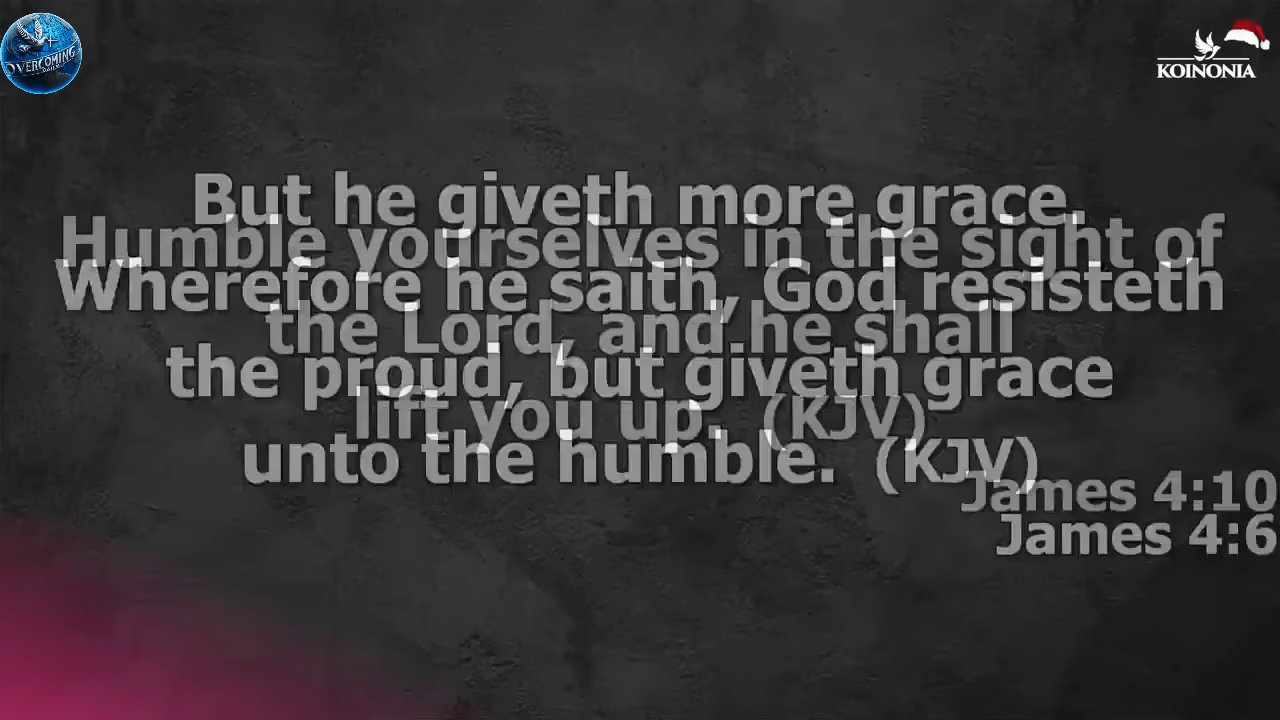 OVERCOMING
KOINONIA
But he giveth more grace.
Humble yourselves in the sight of
Wherefore he saith, God resisteth
the Lord, and he shall
the proud, but giveth grace
lift you up. (KJV)
unto the humble. (KJV)
James 4:10
James 4:6